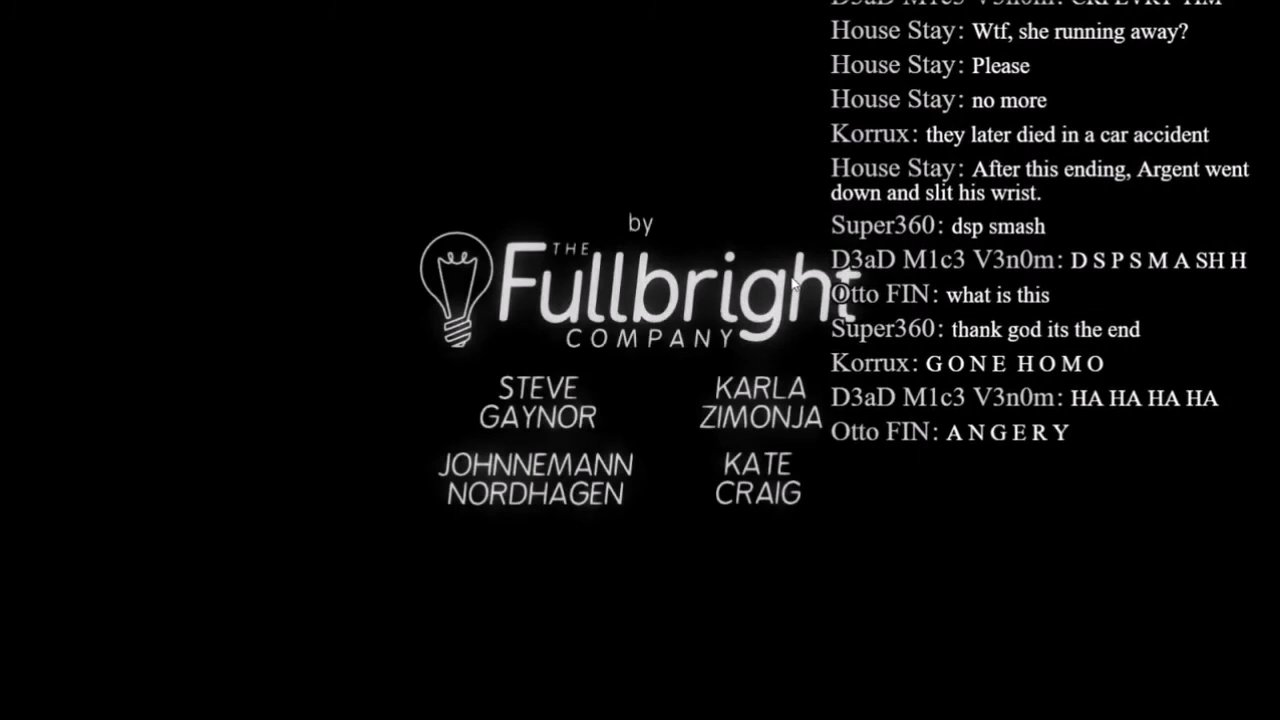 House Stay: Wtf, she running away?
House Stay: Please
House Stay: no more
Korrux: they later died in a car accident
House Stay: After this ending, Argent went
down and slit his wrist.
Super360: dsp smash
D3aD M1c3 V3n0m: D S P S M A SH H
Otto FIN: what is this
Super360: thank god its the end
Korrux: G O N E H O M O
D3aD M1c3 V3n0m: HA HA HA HA
Otto FIN: A N G E R Y
by
THE
Fullbright
COMPANY
STEVE
GAYNOR
KARLA
ZIMONJA
JOHNNEMANN
NORDHAGEN
KATE
CRAIG